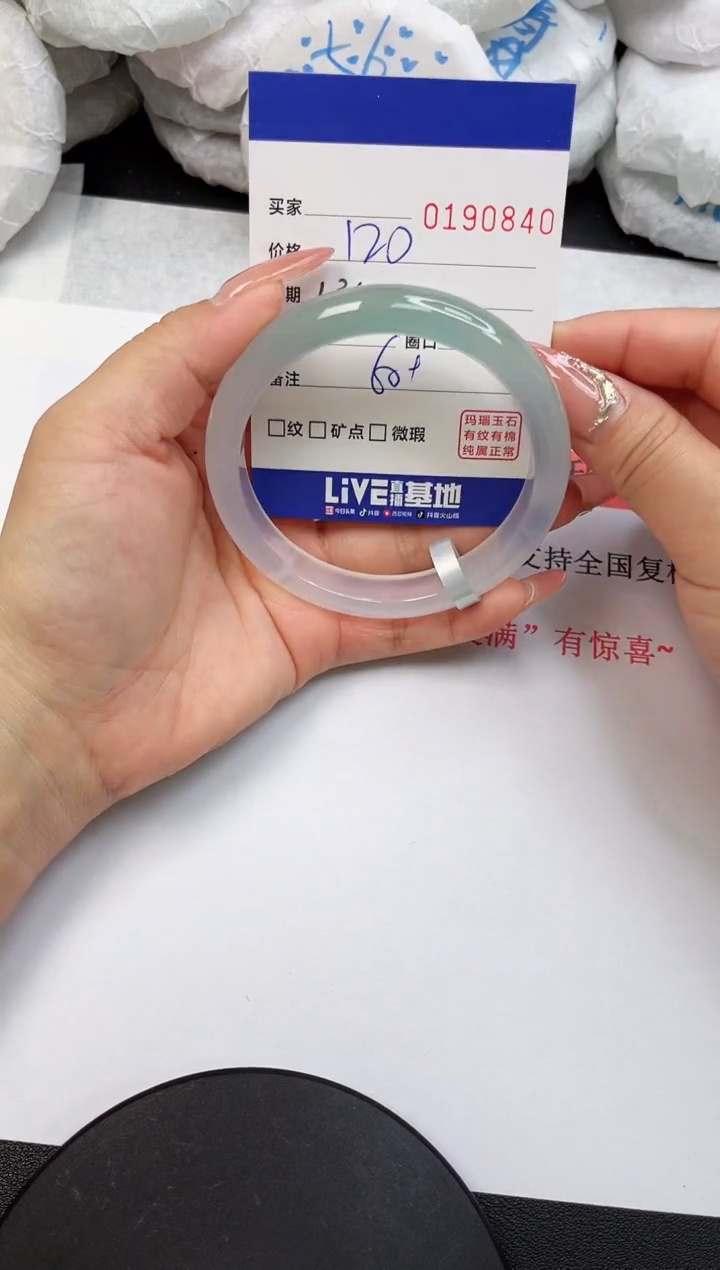 买家 0190840
价格 120
期
圈口
备注 60+
纹 矿点 微瑕
玛瑙玉石
有纹有棉
纯属正常
LiVE直播基地
今日头条 抖音 西瓜视频 抖音火山版
支持全国复检
满”有惊喜~